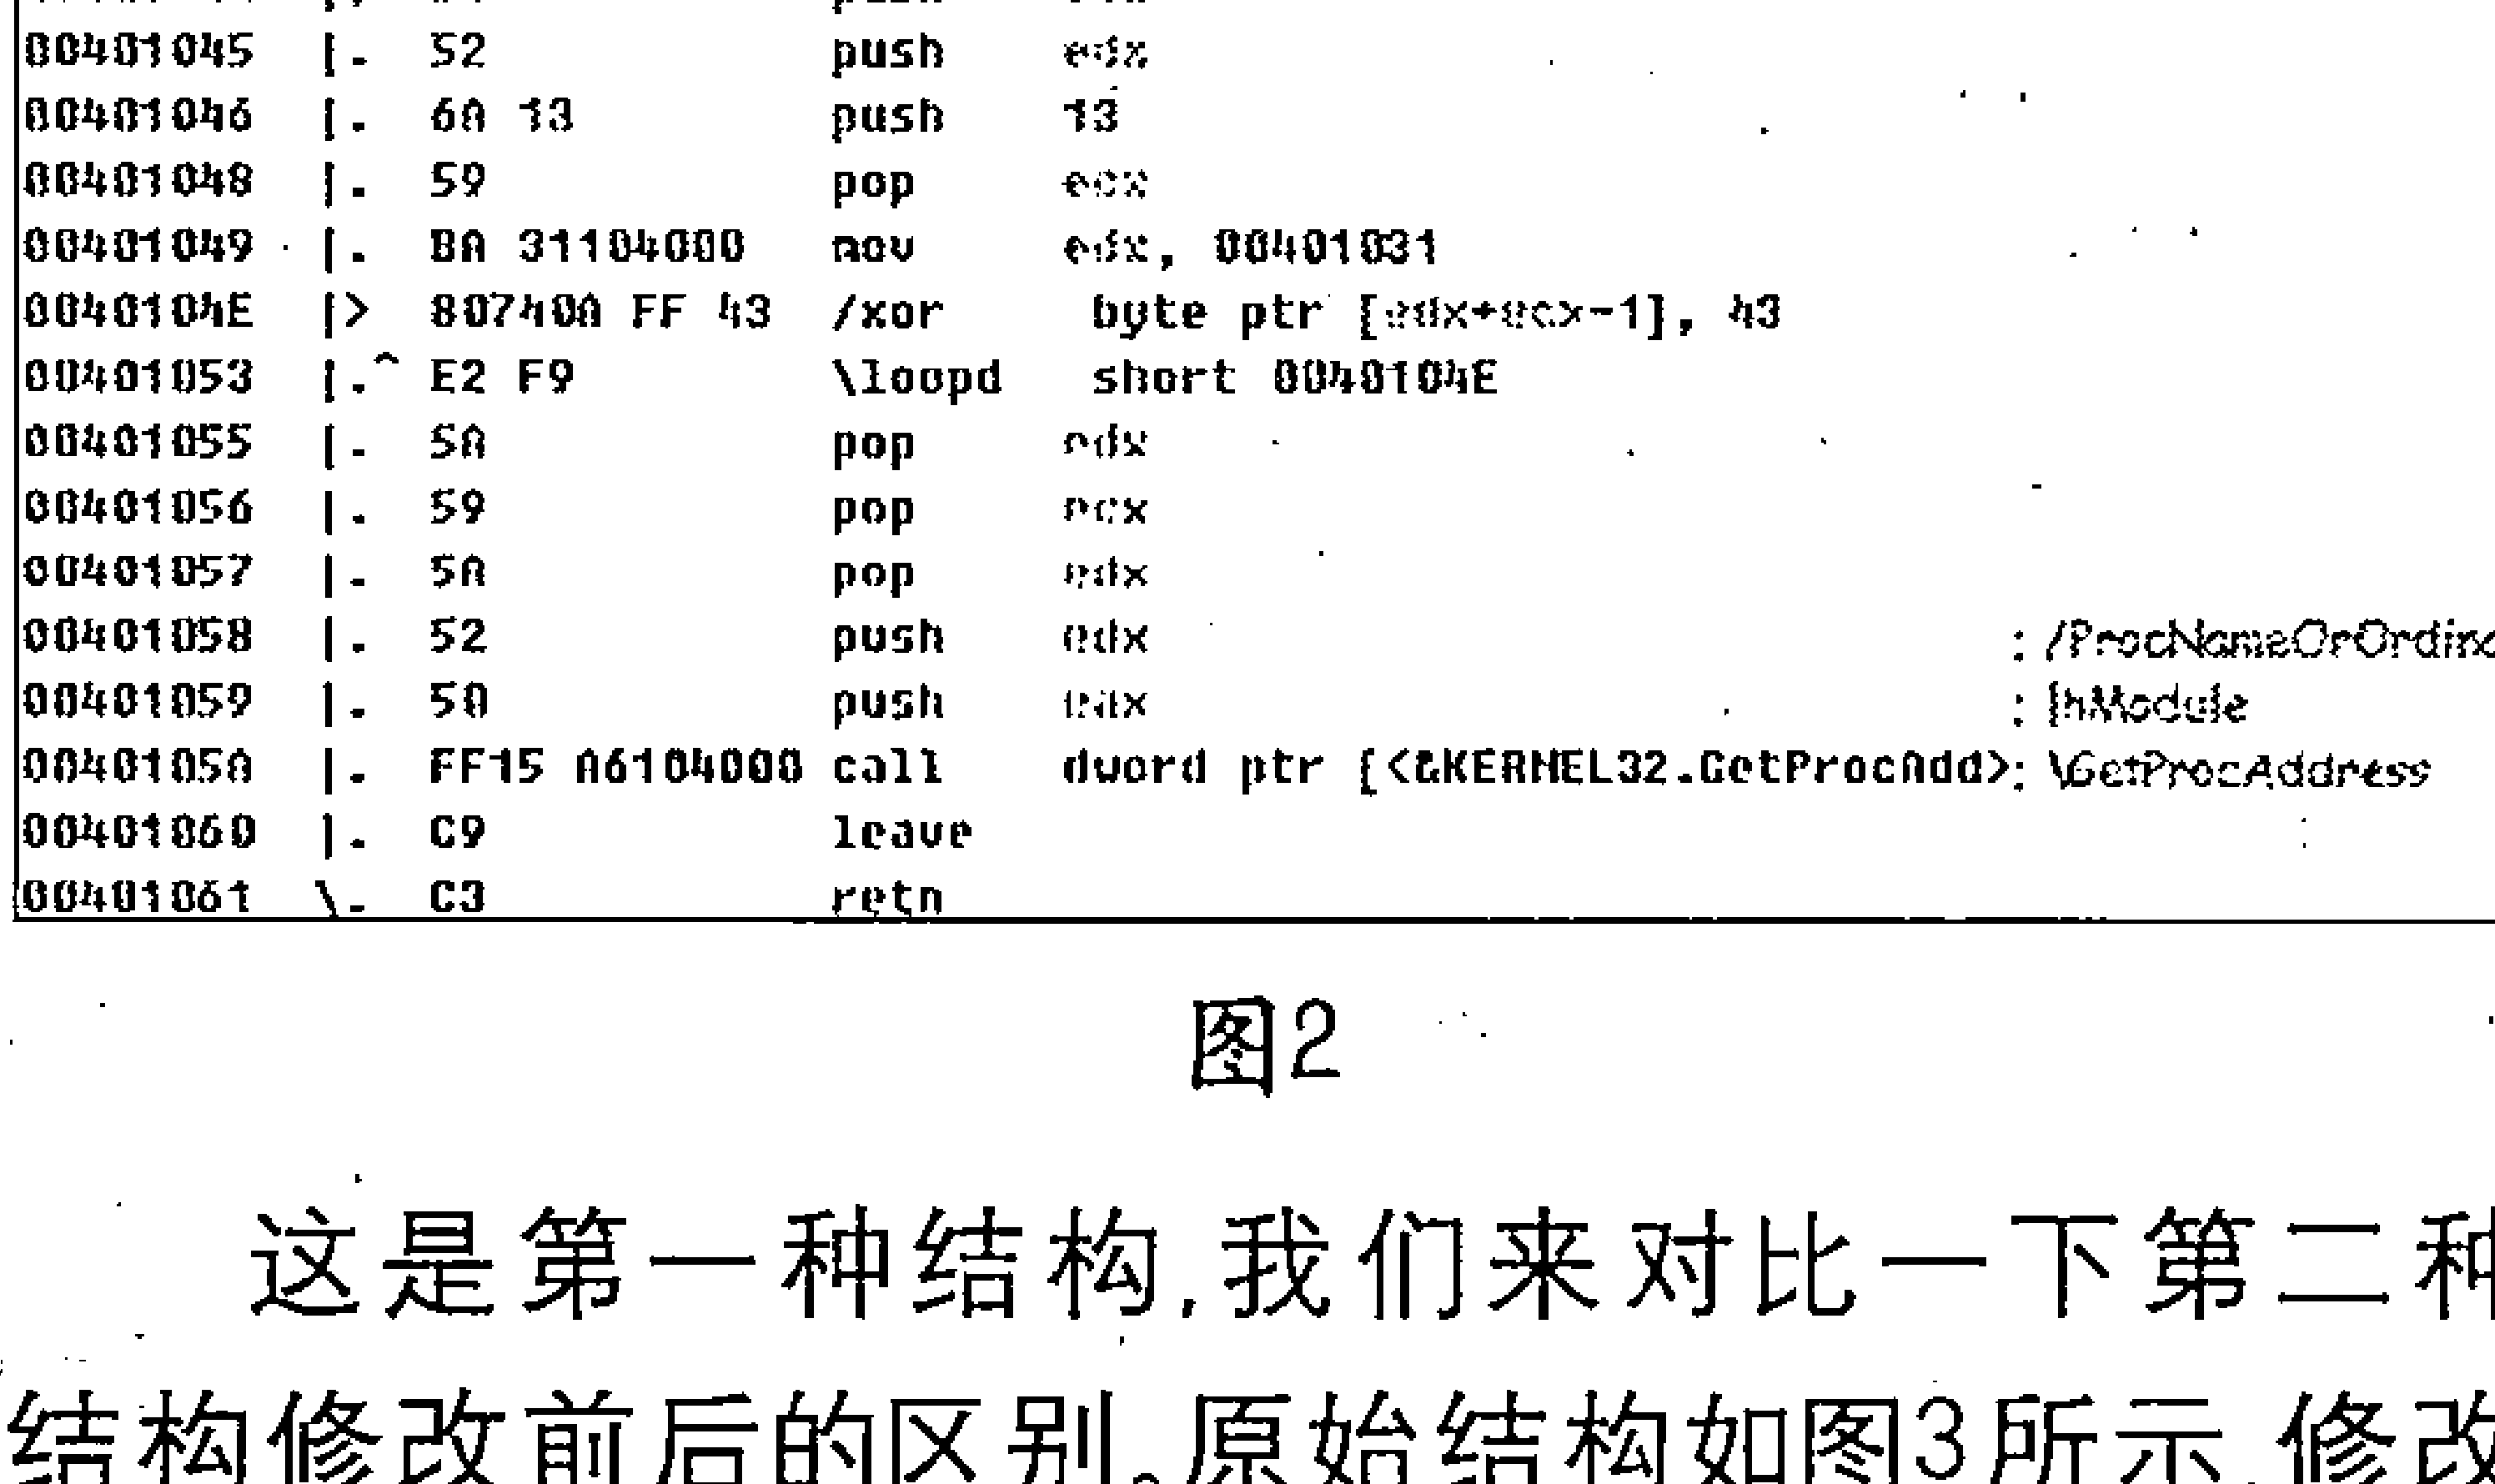 00401045 |. 52 push edx
00401046 |. 6A 13 push 13
00401048 |. 59 pop ecx
00401049 |. BA 31104000 mov edx, 00401031
0040104E |> 80740A FF 43 /xor byte ptr [edx+ecx-1], 43
00401053 |.^ E2 F9 \loopd short 0040104E
00401055 |. 5A pop edx
00401056 |. 59 pop ecx
00401057 |. 5A pop edx
00401058 |. 52 push edx ; /ProcNameOrOrdina
00401059 |. 50 push eax ; |hModule
0040105A |. FF15 A6104000 call dword ptr [<&KERNEL32.GetProcAdd>; \GetProcAddress
00401060 |. C9 leave
00401061 \. C3 retn
图2
这是第一种结构,我们来对比一下第二种
结构修改前后的区别。原始结构如图3所示,修改